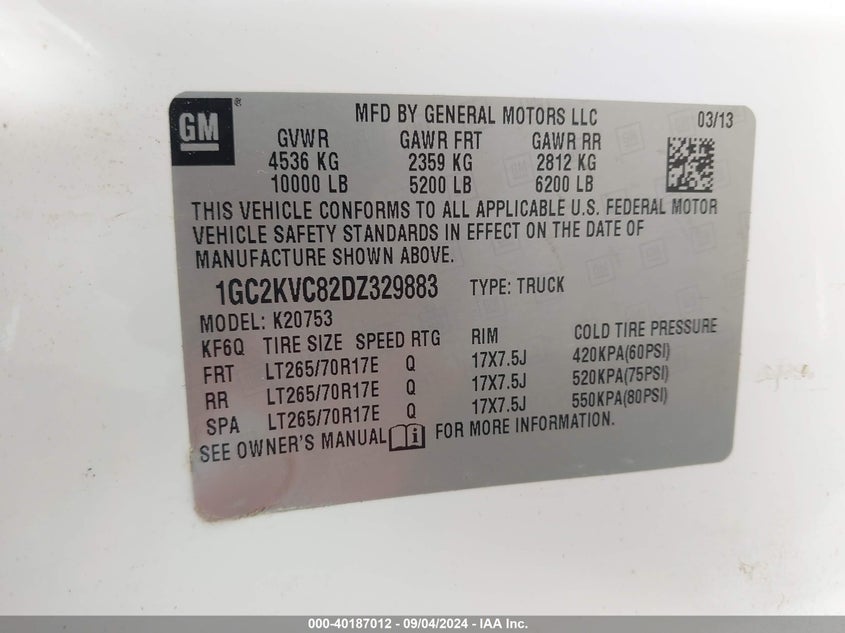 GM®
MFD BY GENERAL MOTORS LLC 03/13
GVWR GAWR FRT GAWR RR
4536 KG 2359 KG 2812 KG
10000 LB 5200 LB 6200 LB
THIS VEHICLE CONFORMS TO ALL APPLICABLE U.S. FEDERAL MOTOR
VEHICLE SAFETY STANDARDS IN EFFECT ON THE DATE OF
MANUFACTURE SHOWN ABOVE.
1GC2KVC82DZ329883 TYPE: TRUCK
MODEL: K20753
KF6Q TIRE SIZE SPEED RTG RIM COLD TIRE PRESSURE
FRT LT265/70R17E Q 17X7.5J 420KPA(60PSI)
RR LT265/70R17E Q 17X7.5J 520KPA(75PSI)
SPA LT265/70R17E Q 17X7.5J 550KPA(80PSI)
SEE OWNER'S MANUAL FOR MORE INFORMATION.
000-40187012 - 09/04/2024 - IAA Inc.